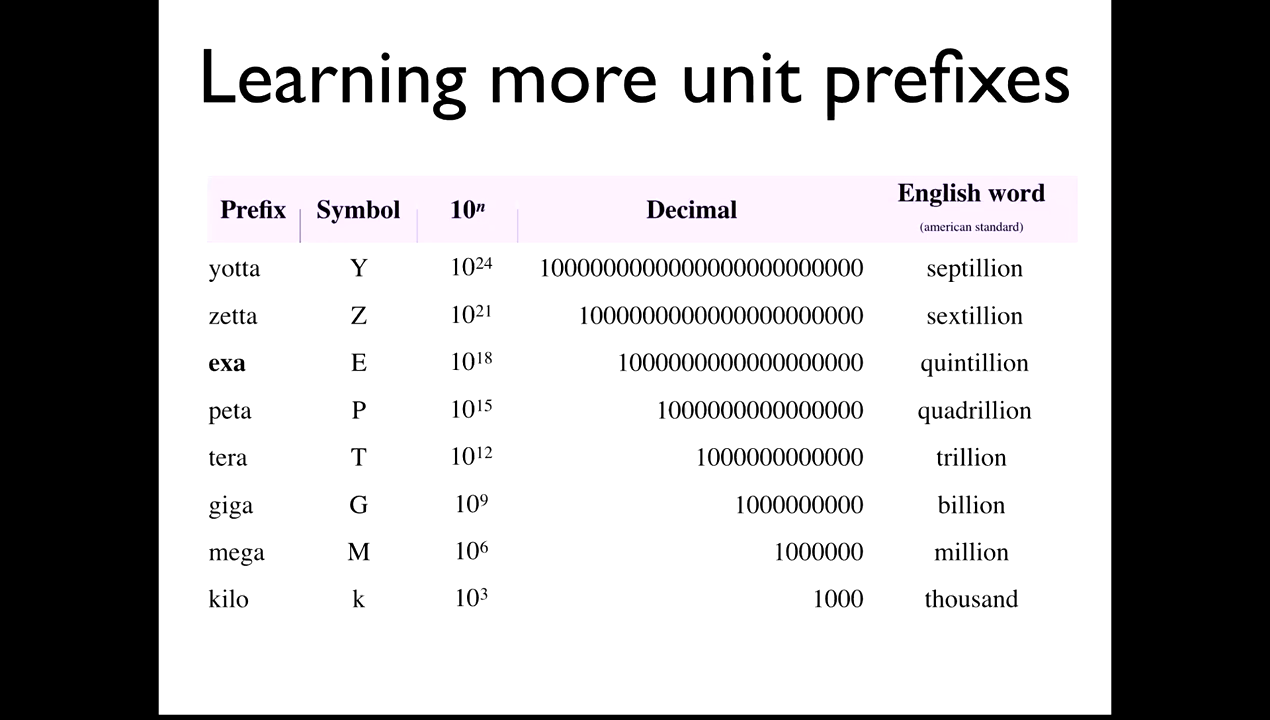 Learning more unit prefixes
Prefix Symbol 10ⁿ Decimal English word
(american standard)
yotta Y 10²⁴ 1000000000000000000000000 septillion
zetta Z 10²¹ 1000000000000000000000 sextillion
exa E 10¹⁸ 1000000000000000000 quintillion
peta P 10¹⁵ 1000000000000000 quadrillion
tera T 10¹² 1000000000000 trillion
giga G 10⁹ 1000000000 billion
mega M 10⁶ 1000000 million
kilo k 10³ 1000 thousand